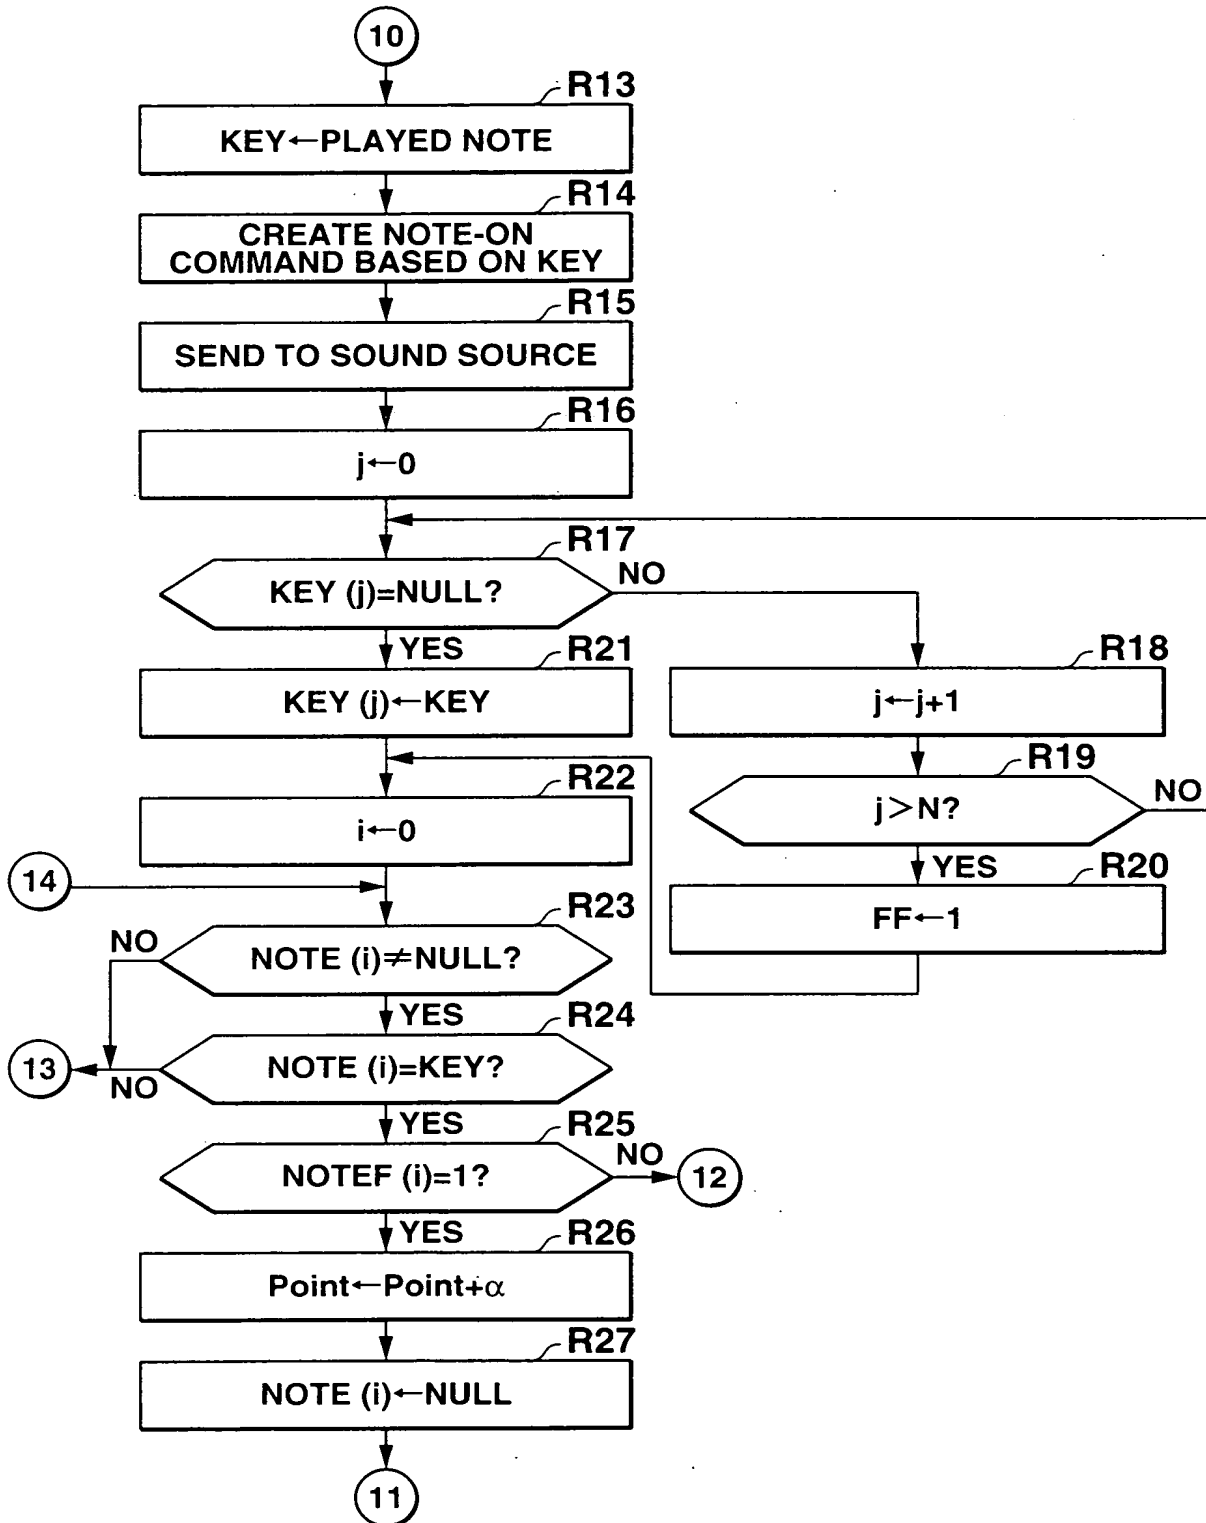 10
R13
KEY←PLAYED NOTE
R14
CREATE NOTE-ON
COMMAND BASED ON KEY
R15
SEND TO SOUND SOURCE
R16
j←0
R17
KEY (j)=NULL?
NO
YES
R21
KEY (j)←KEY
R18
j←j+1
R19
j>N?
NO
YES
R20
FF←1
R22
i←0
14
R23
NOTE (i)≠NULL?
NO
YES
R24
NOTE (i)=KEY?
13
NO
YES
R25
NOTEF (i)=1?
NO
12
YES
R26
Point←Point+α
R27
NOTE (i)←NULL
11